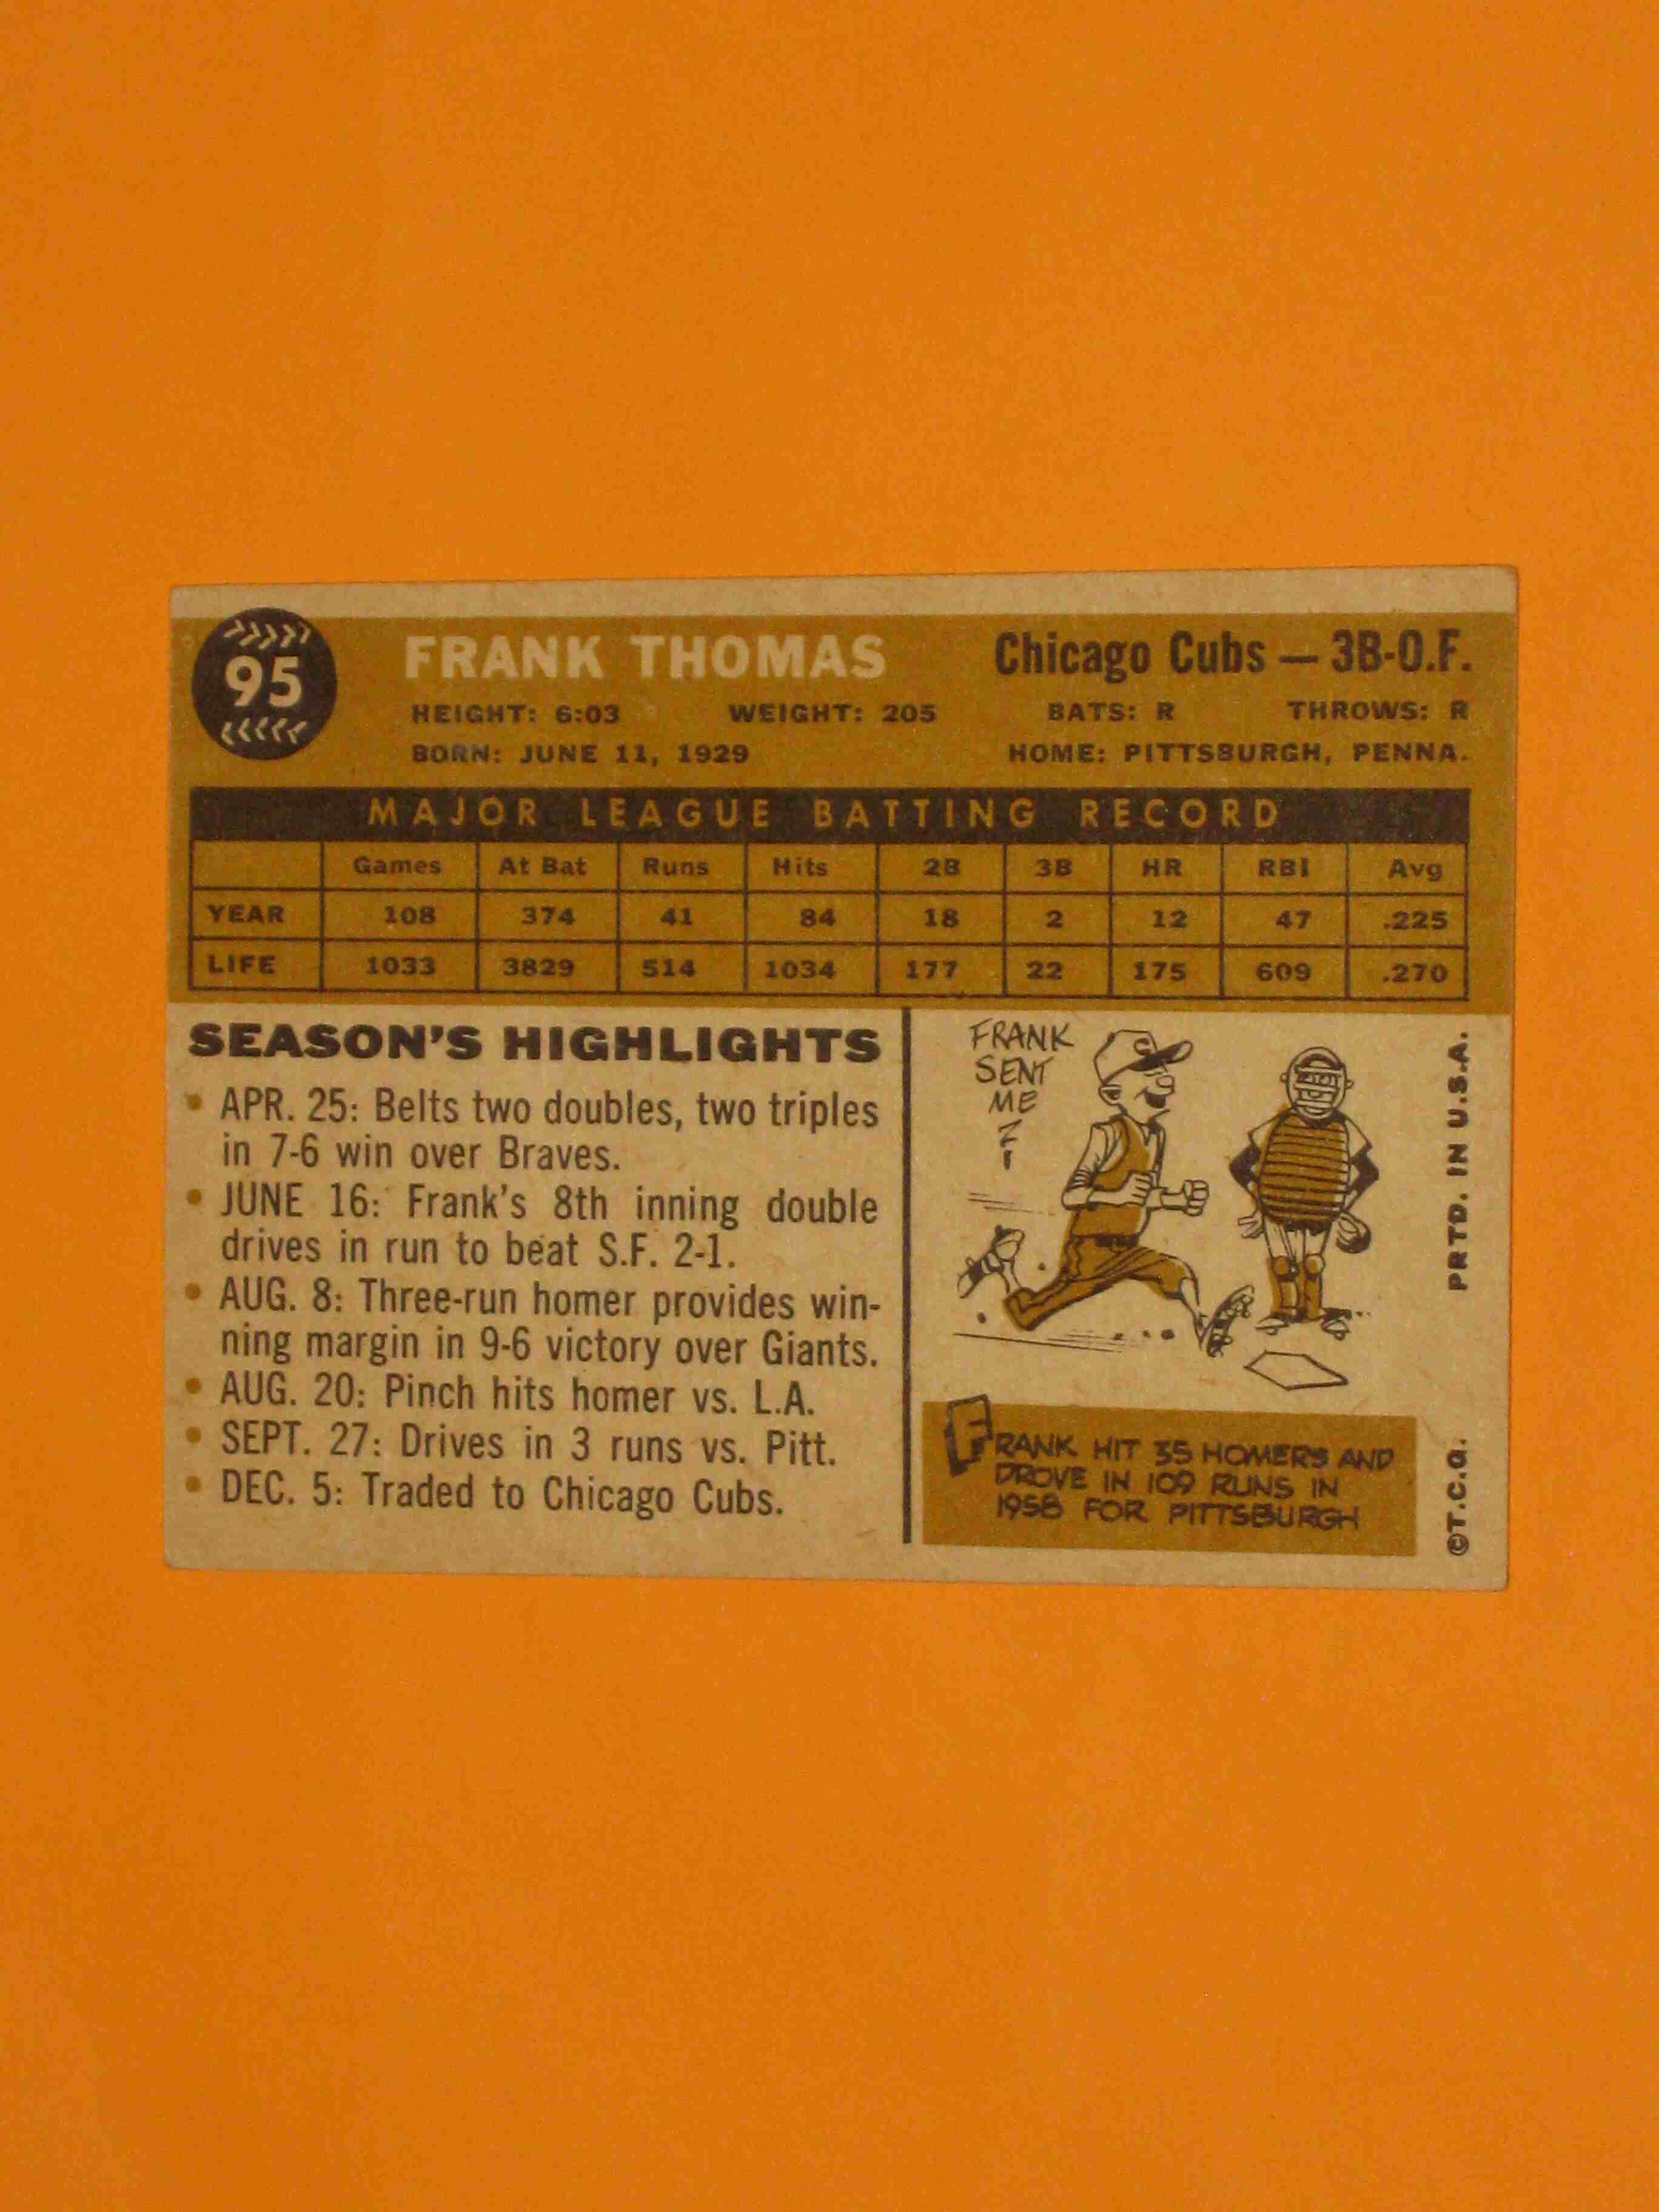 95
FRANK THOMAS
Chicago Cubs — 3B-O.F.
HEIGHT: 6:03 WEIGHT: 205 BATS: R THROWS: R
BORN: JUNE 11, 1929 HOME: PITTSBURGH, PENNA.
MAJOR LEAGUE BATTING RECORD
Games At Bat Runs Hits 2B 3B HR RBI Avg
YEAR 108 374 41 84 18 2 12 47 .225
LIFE 1033 3829 514 1034 177 22 175 609 .270
SEASON'S HIGHLIGHTS
• APR. 25: Belts two doubles, two triples
in 7-6 win over Braves.
• JUNE 16: Frank's 8th inning double
drives in run to beat S.F. 2-1.
• AUG. 8: Three-run homer provides win-
ning margin in 9-6 victory over Giants.
• AUG. 20: Pinch hits homer vs. L.A.
• SEPT. 27: Drives in 3 runs vs. Pitt.
• DEC. 5: Traded to Chicago Cubs.
FRANK
SENT
ME
C
FRANK HIT 35 HOMERS AND
DROVE IN 109 RUNS IN
1958 FOR PITTSBURGH
©T.C.G. PRTD. IN U.S.A.